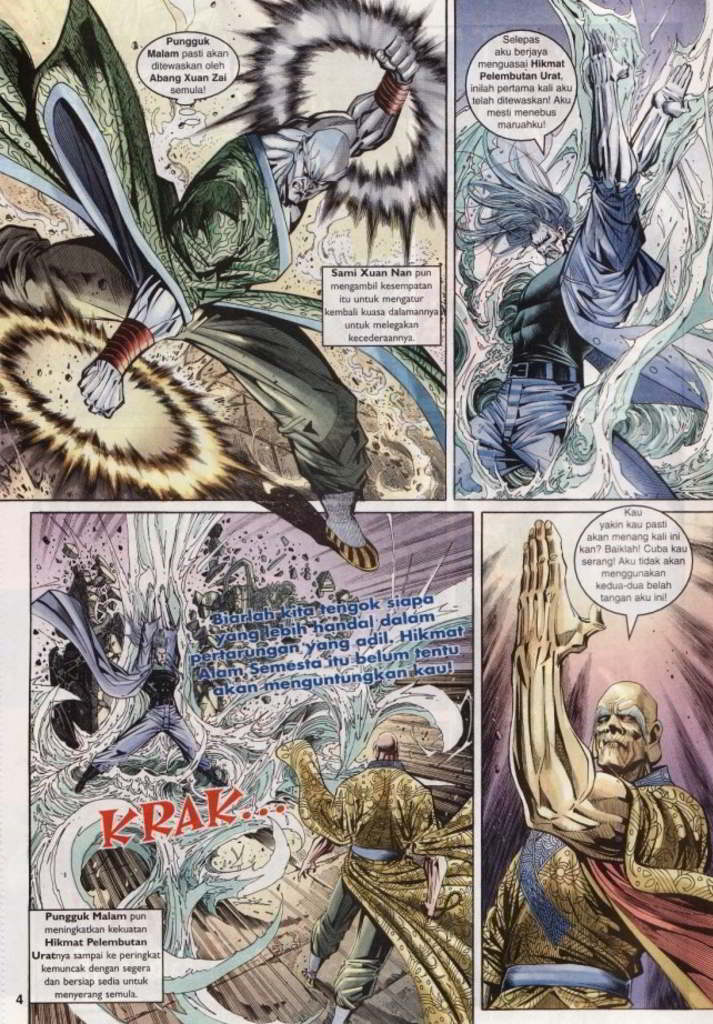 Pungguk
Malam pasti akan
ditewaskan oleh
Abang Xuan Zai
semula!
Sami Xuan Nan pun
mengambil kesempatan
itu untuk mengatur
kembali kuasa dalamannya
untuk melegakan
kecederaannya.
Selepas
aku berjaya
menguasai Hikmat
Pelembutan Urat,
inilah pertama kali aku
telah ditewaskan! Aku
mesti menebus
maruahku!
Biarlah kita tengok siapa
yang lebih handal dalam
pertarungan yang adil. Hikmat
Alam Semesta itu belum tentu
akan menguntungkan kau!
KRAK...
Pungguk Malam pun
meningkatkan kekuatan
Hikmat Pelembutan
Uratnya sampai ke peringkat
kemuncak dengan segera
dan bersiap sedia untuk
menyerang semula.
Kau
yakin kau pasti
akan menang kali ini
kan? Baiklah! Cuba kau
serang! Aku tidak akan
menggunakan
kedua-dua belah
tangan aku ini!
4